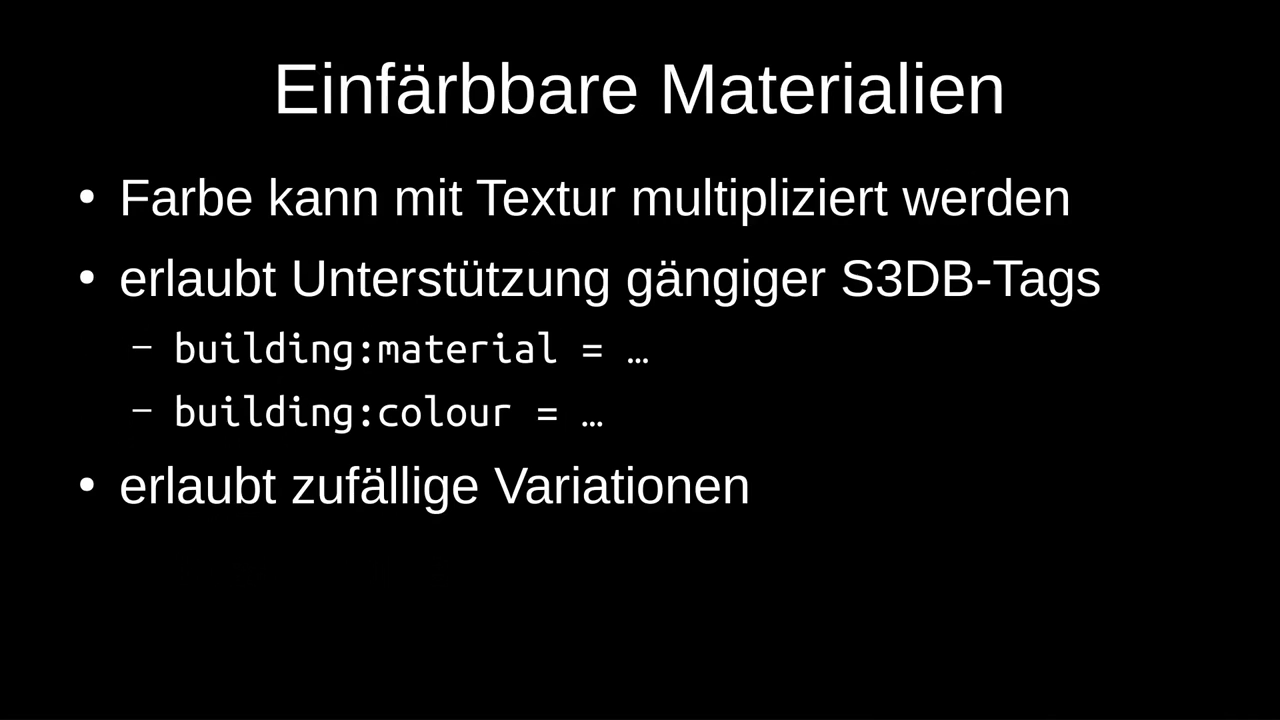 Einfärbbare Materialien
• Farbe kann mit Textur multipliziert werden
• erlaubt Unterstützung gängiger S3DB-Tags
– building:material = …
– building:colour = …
• erlaubt zufällige Variationen